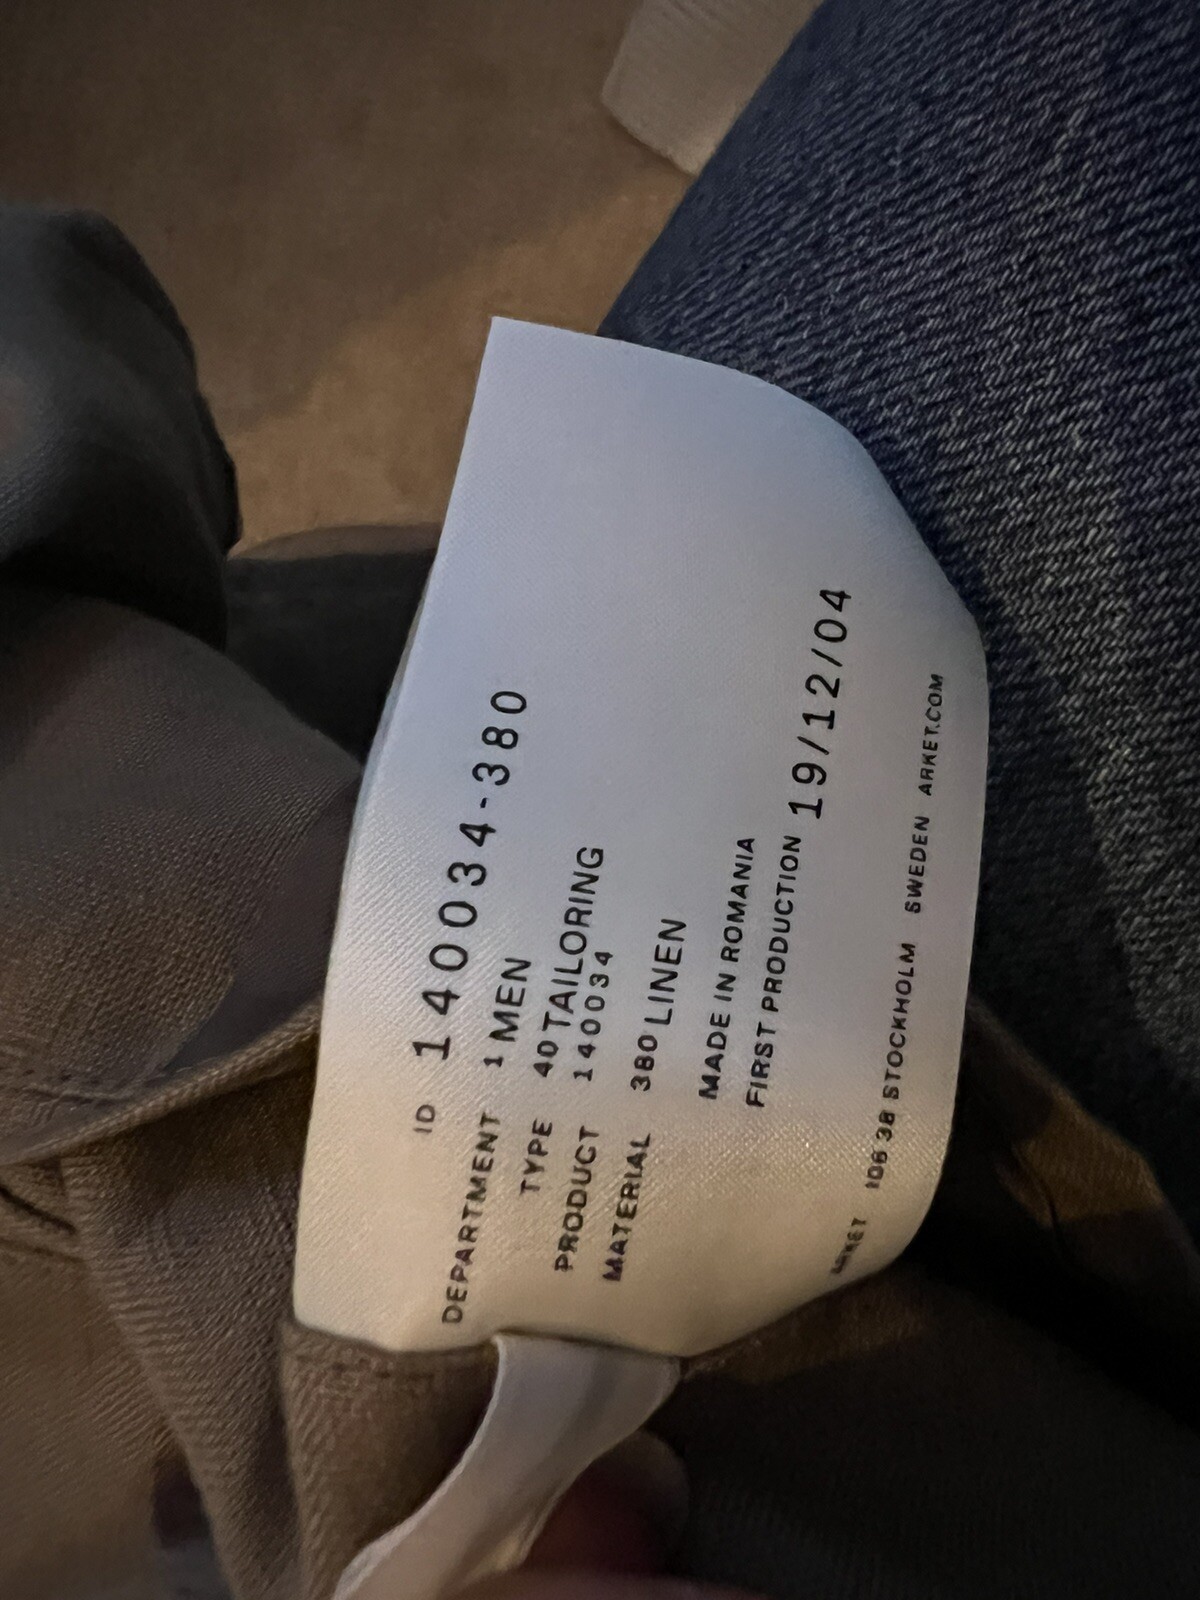 ID 140034-380
DEPARTMENT 1 MEN
TYPE 40 TAILORING
PRODUCT 140034
MATERIAL 380 LINEN
MADE IN ROMANIA
FIRST PRODUCTION 19/12/04
ARKET 106 38 STOCKHOLM SWEDEN ARKET.COM